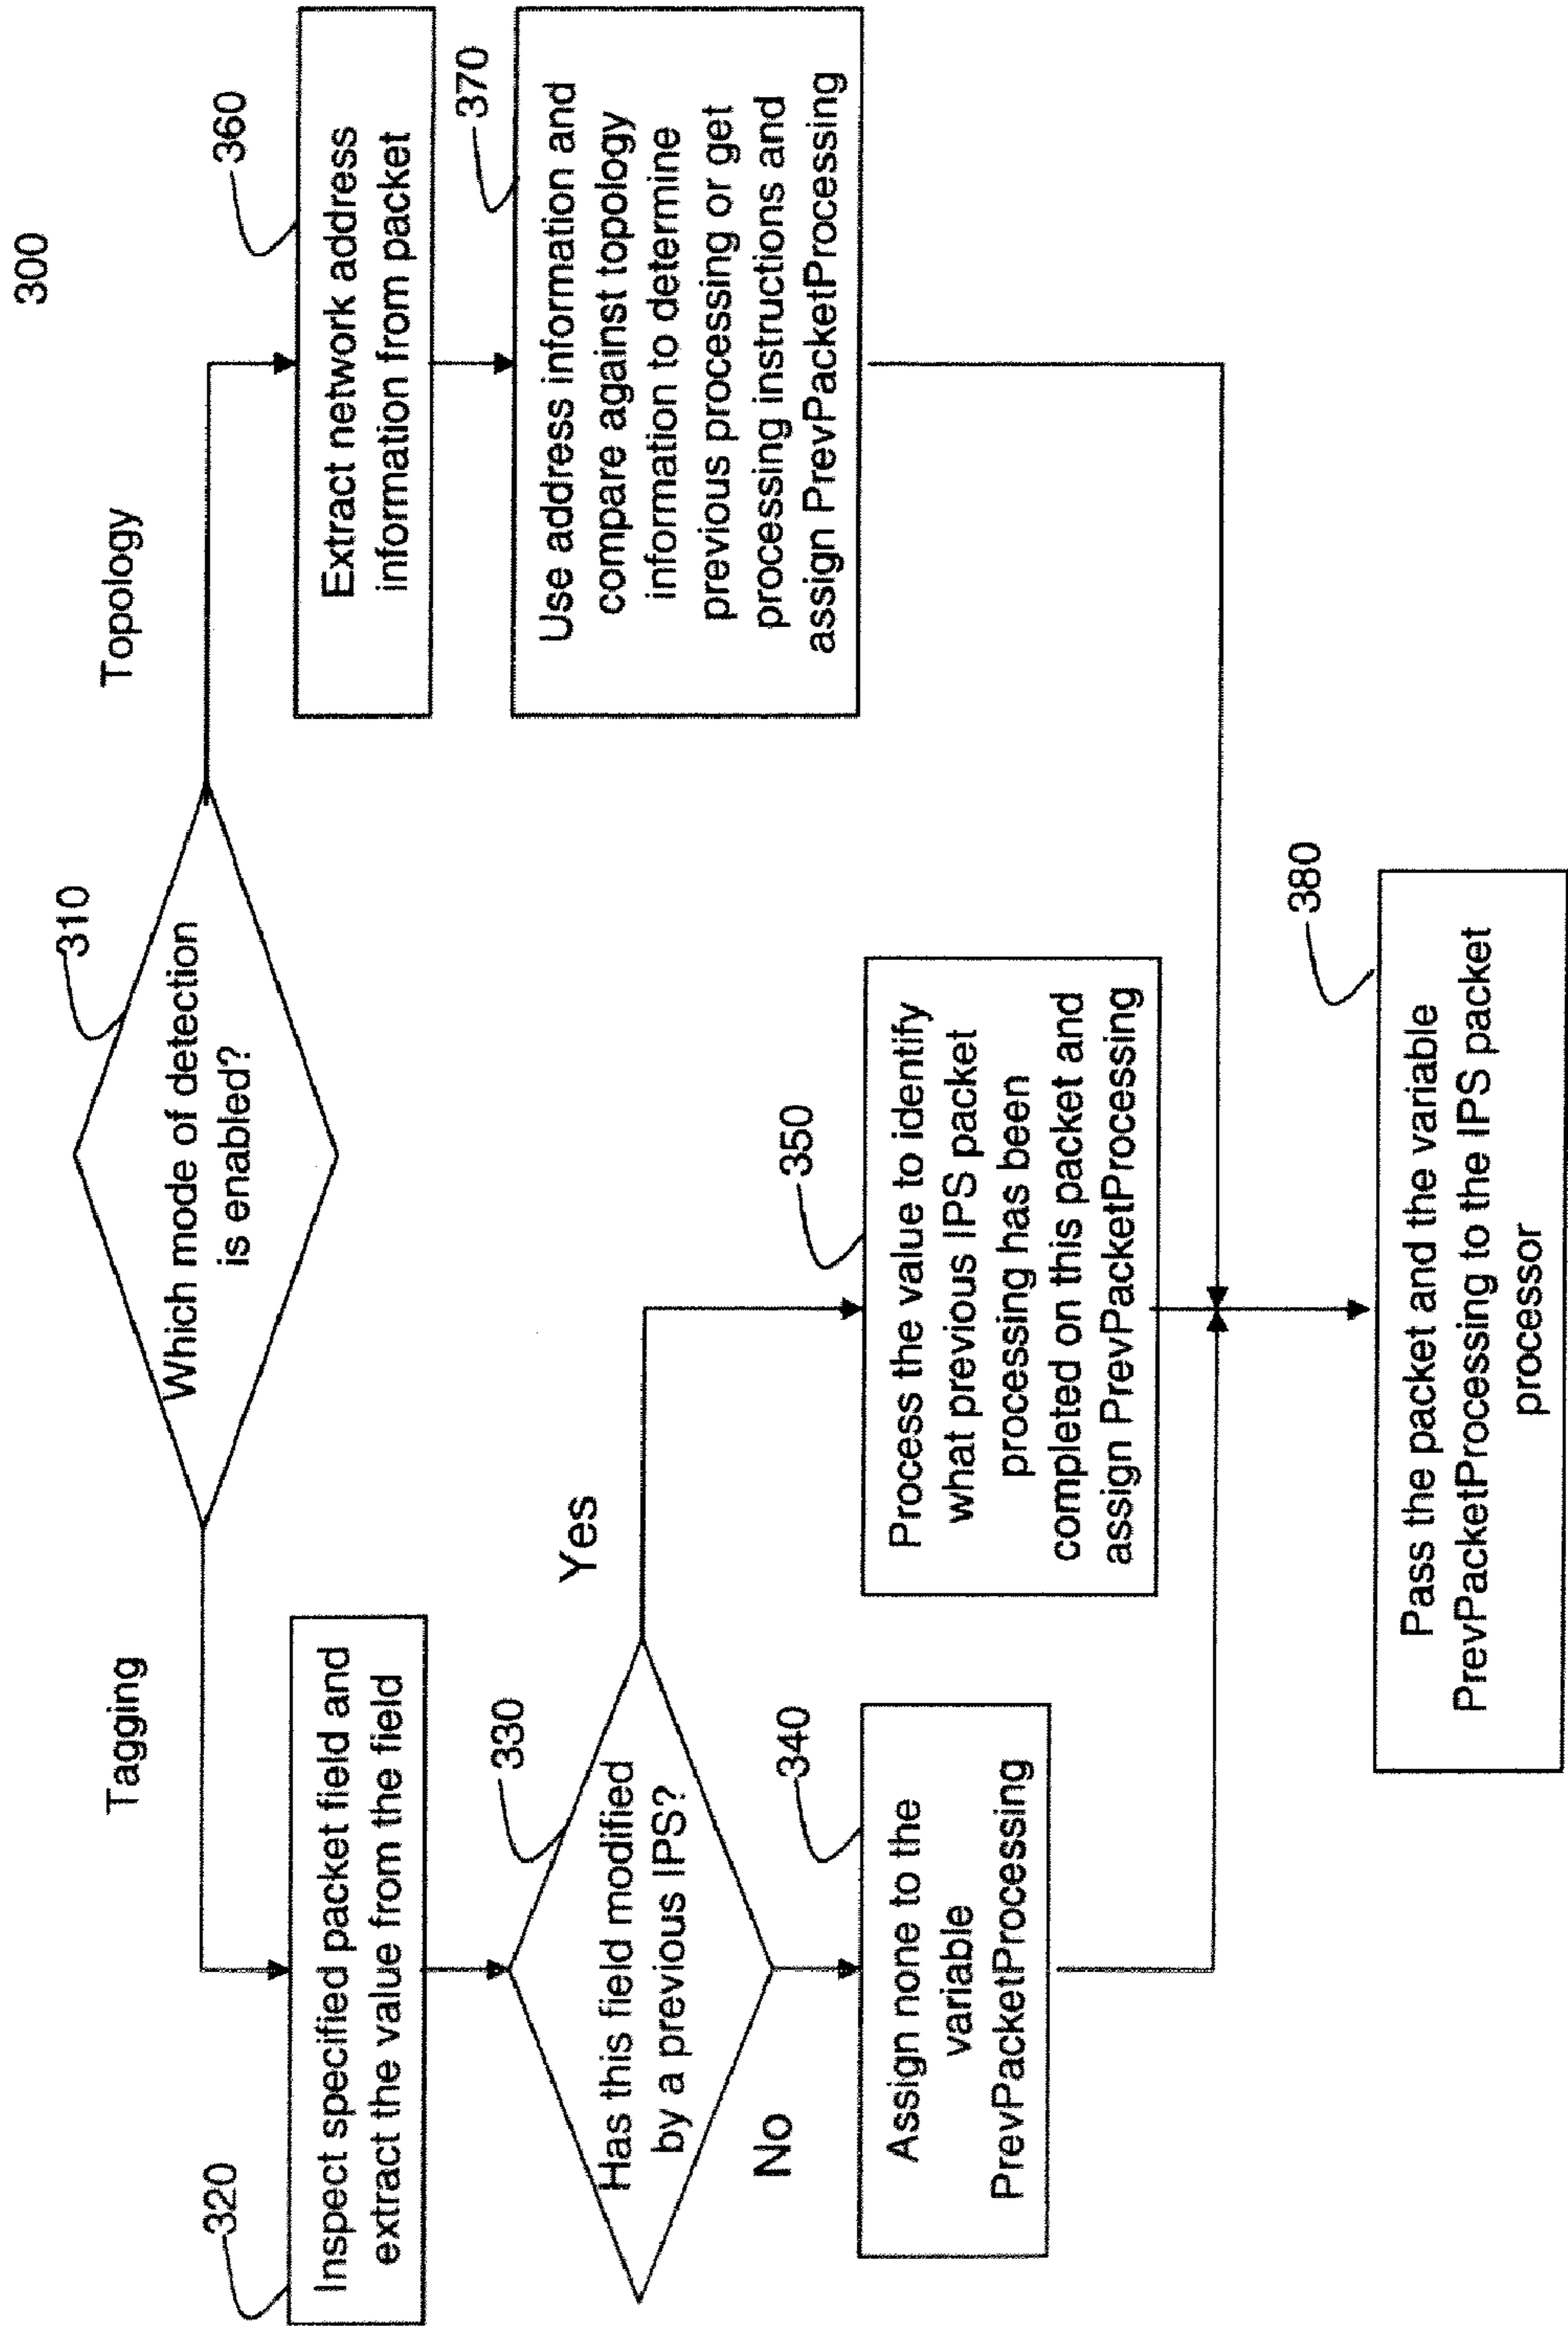 300
310
Which mode of detection
is enabled?
Tagging
Topology
320
Inspect specified packet field and
extract the value from the field
360
Extract network address
information from packet
330
Has this field modified
by a previous IPS?
Yes
No
370
Use address information and
compare against topology
information to determine
previous processing or get
processing instructions and
assign PrevPacketProcessing
340
Assign none to the
variable
PrevPacketProcessing
350
Process the value to identify
what previous IPS packet
processing has been
completed on this packet and
assign PrevPacketProcessing
380
Pass the packet and the variable
PrevPacketProcessing to the IPS packet
processor